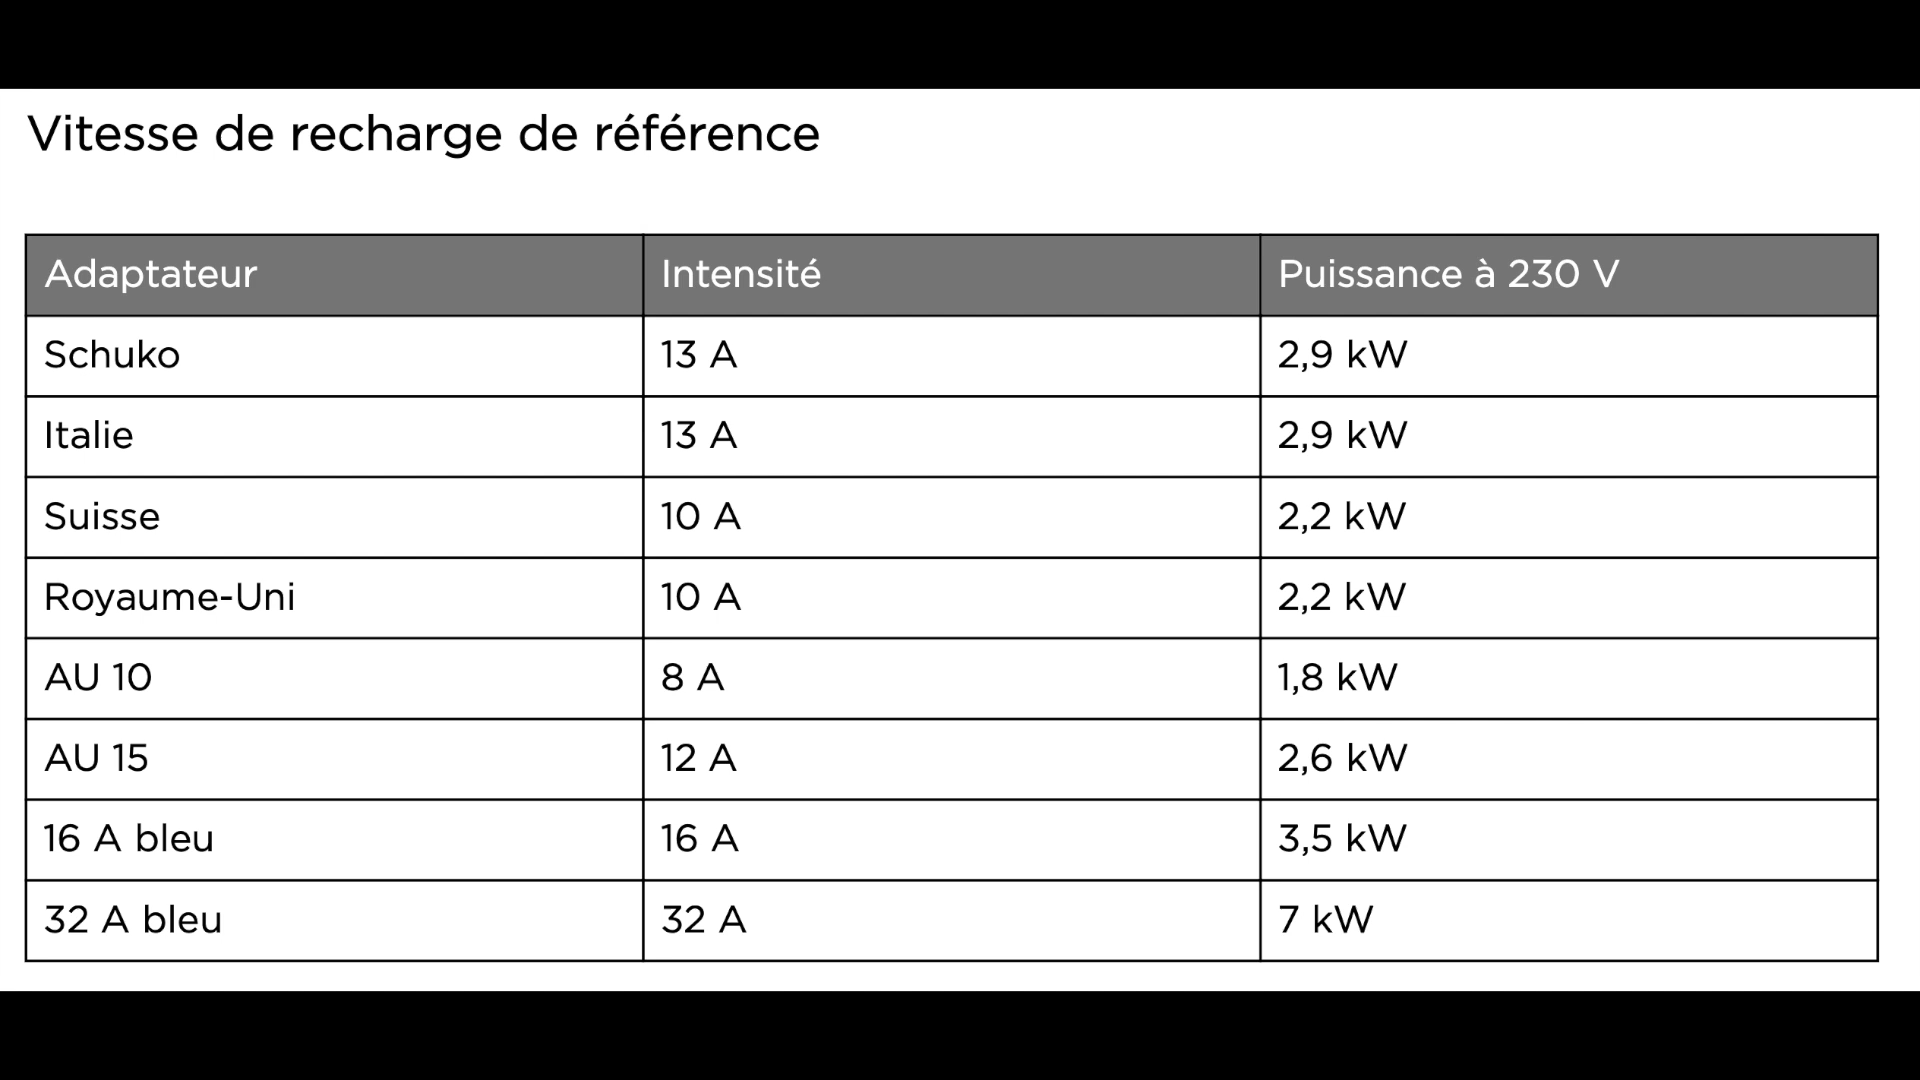 Vitesse de recharge de référence
Adaptateur Intensité Puissance à 230 V
Schuko 13 A 2,9 kW
Italie 13 A 2,9 kW
Suisse 10 A 2,2 kW
Royaume-Uni 10 A 2,2 kW
AU 10 8 A 1,8 kW
AU 15 12 A 2,6 kW
16 A bleu 16 A 3,5 kW
32 A bleu 32 A 7 kW